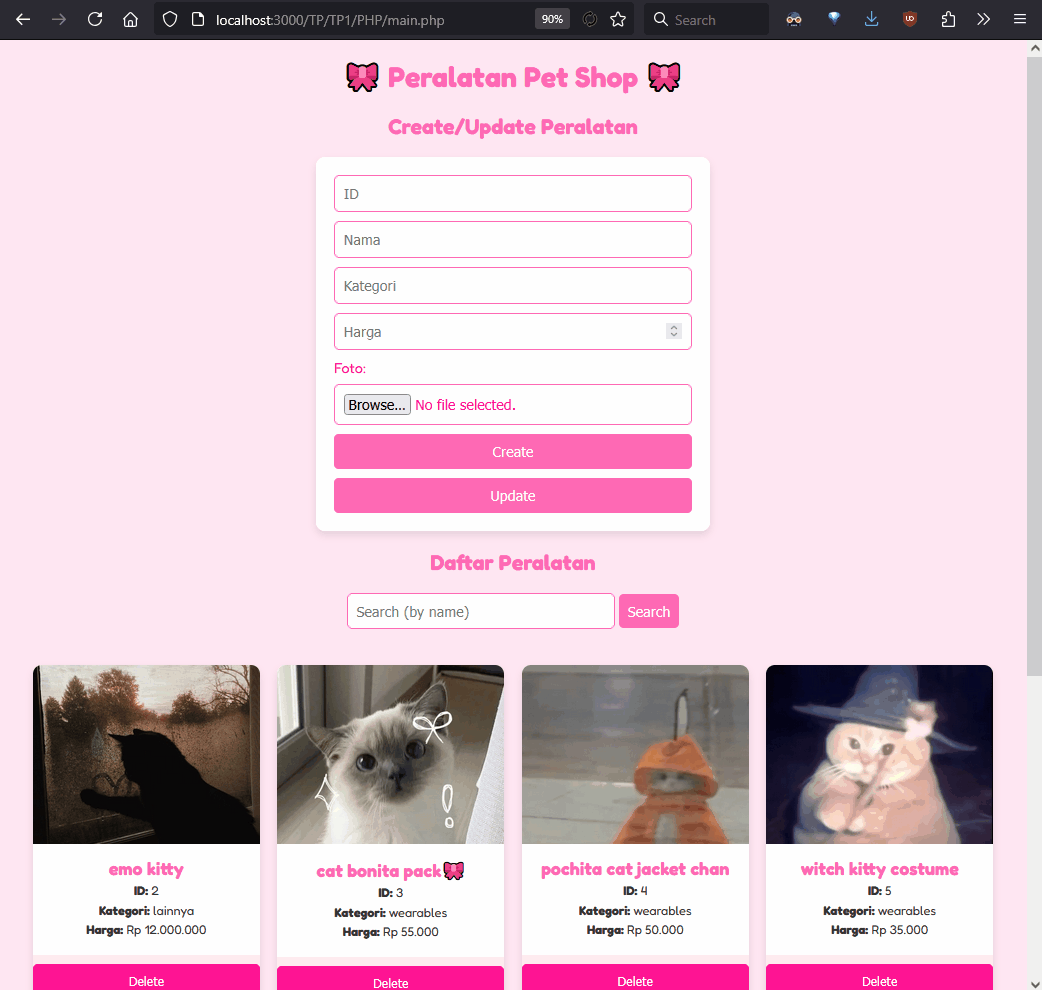 localhost:3000/TP/TP1/PHP/main.php
90%
Search
🎀 Peralatan Pet Shop 🎀
Create/Update Peralatan
ID
Nama
Kategori
Harga
Foto:
Browse... No file selected.
Create
Update
Daftar Peralatan
Search (by name) Search
emo kitty
ID: 2
Kategori: lainnya
Harga: Rp 12.000.000
Delete
cat bonita pack🎀
ID: 3
Kategori: wearables
Harga: Rp 55.000
Delete
pochita cat jacket chan
ID: 4
Kategori: wearables
Harga: Rp 50.000
Delete
witch kitty costume
ID: 5
Kategori: wearables
Harga: Rp 35.000
Delete